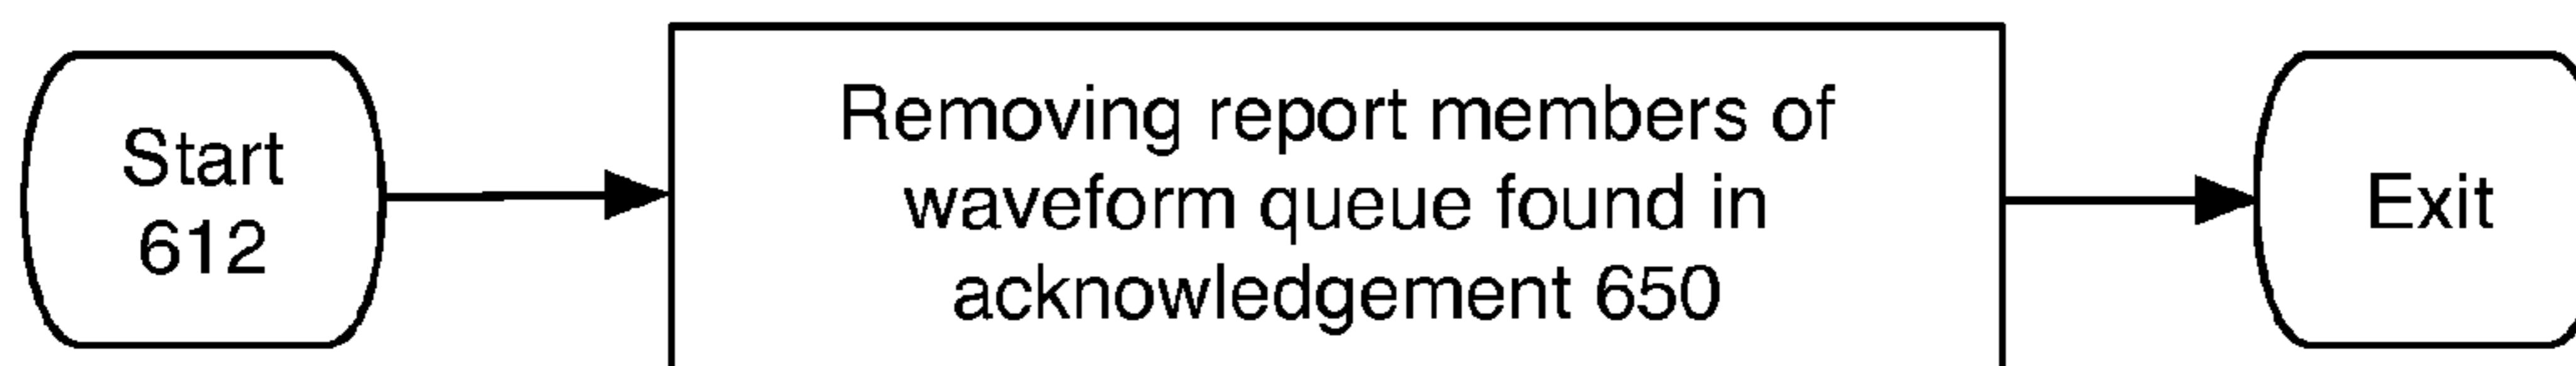 Start
612
Removing report members of
waveform queue found in
acknowledgement 650
Exit